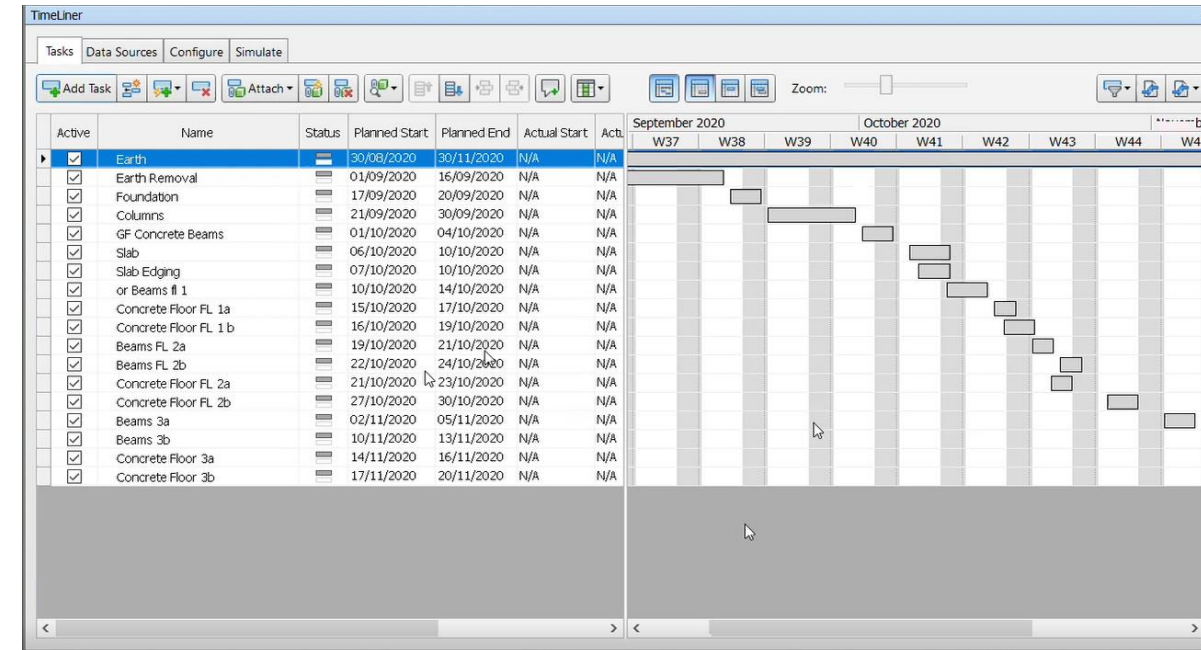 TimeLiner
Tasks Data Sources Configure Simulate
Add Task Attach Zoom:
Active Name Status Planned Start Planned End Actual Start Actu
September 2020 October 2020
W37 W38 W39 W40 W41 W42 W43 W44 W4
Earth 30/08/2020 30/11/2020 N/A N/A
Earth Removal 01/09/2020 16/09/2020 N/A N/A
Foundation 17/09/2020 20/09/2020 N/A N/A
Columns 21/09/2020 30/09/2020 N/A N/A
GF Concrete Beams 01/10/2020 04/10/2020 N/A N/A
Slab 06/10/2020 10/10/2020 N/A N/A
Slab Edging 07/10/2020 10/10/2020 N/A N/A
or Beams fl 1 10/10/2020 14/10/2020 N/A N/A
Concrete Floor FL 1a 15/10/2020 17/10/2020 N/A N/A
Concrete Floor FL 1 b 16/10/2020 19/10/2020 N/A N/A
Beams FL 2a 19/10/2020 21/10/2020 N/A N/A
Beams FL 2b 22/10/2020 24/10/2020 N/A N/A
Concrete Floor FL 2a 21/10/2020 23/10/2020 N/A N/A
Concrete Floor FL 2b 27/10/2020 30/10/2020 N/A N/A
Beams 3a 02/11/2020 05/11/2020 N/A N/A
Beams 3b 10/11/2020 13/11/2020 N/A N/A
Concrete Floor 3a 14/11/2020 16/11/2020 N/A N/A
Concrete Floor 3b 17/11/2020 20/11/2020 N/A N/A